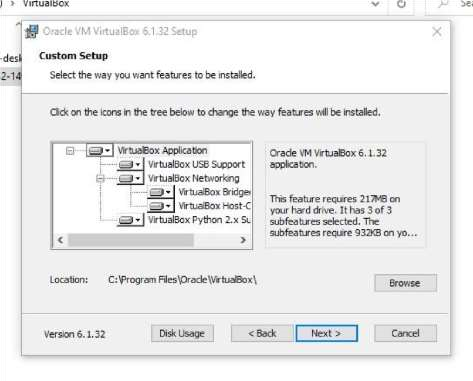 VirtualBox
Oracle VM VirtualBox 6.1.32 Setup
Custom Setup
Select the way you want features to be installed.
Click on the icons in the tree below to change the way features will be installed.
VirtualBox Application
VirtualBox USB Support
VirtualBox Networking
VirtualBox Bridge
VirtualBox Host-C
VirtualBox Python 2.x Su
Oracle VM VirtualBox 6.1.32
application.
This feature requires 217MB on
your hard drive. It has 3 of 3
subfeatures selected. The
subfeatures require 932KB on yo...
Location: C:\Program Files\Oracle\VirtualBox\
Browse
Version 6.1.32
Disk Usage
< Back
Next >
Cancel